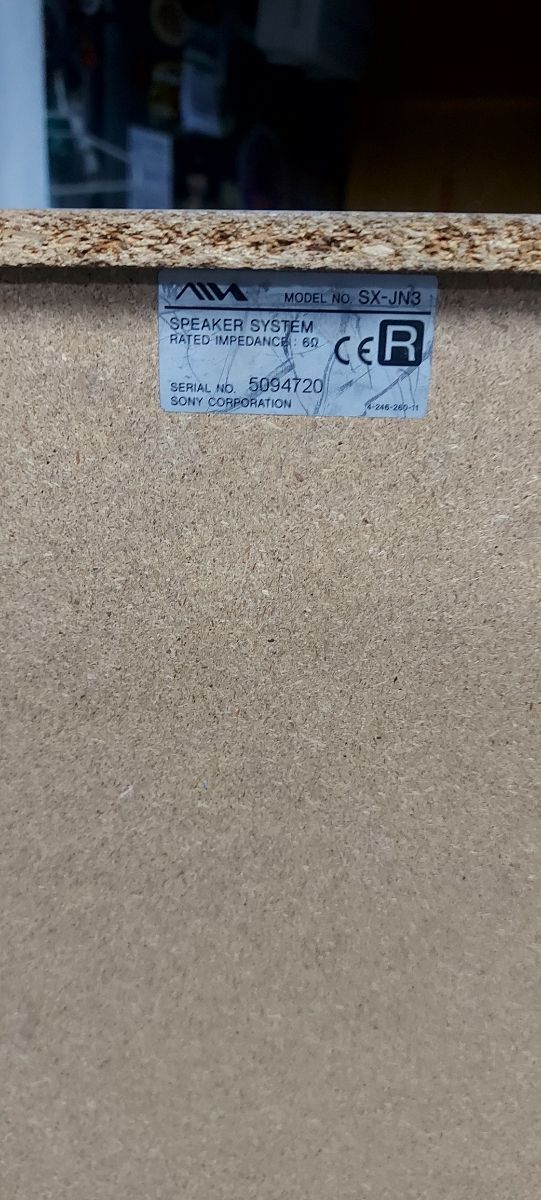 AIWA
MODEL NO. SX-JN3
SPEAKER SYSTEM
RATED IMPEDANCE : 6Ω
CE R
SERIAL NO. 5094720
SONY CORPORATION
4-246-260-11